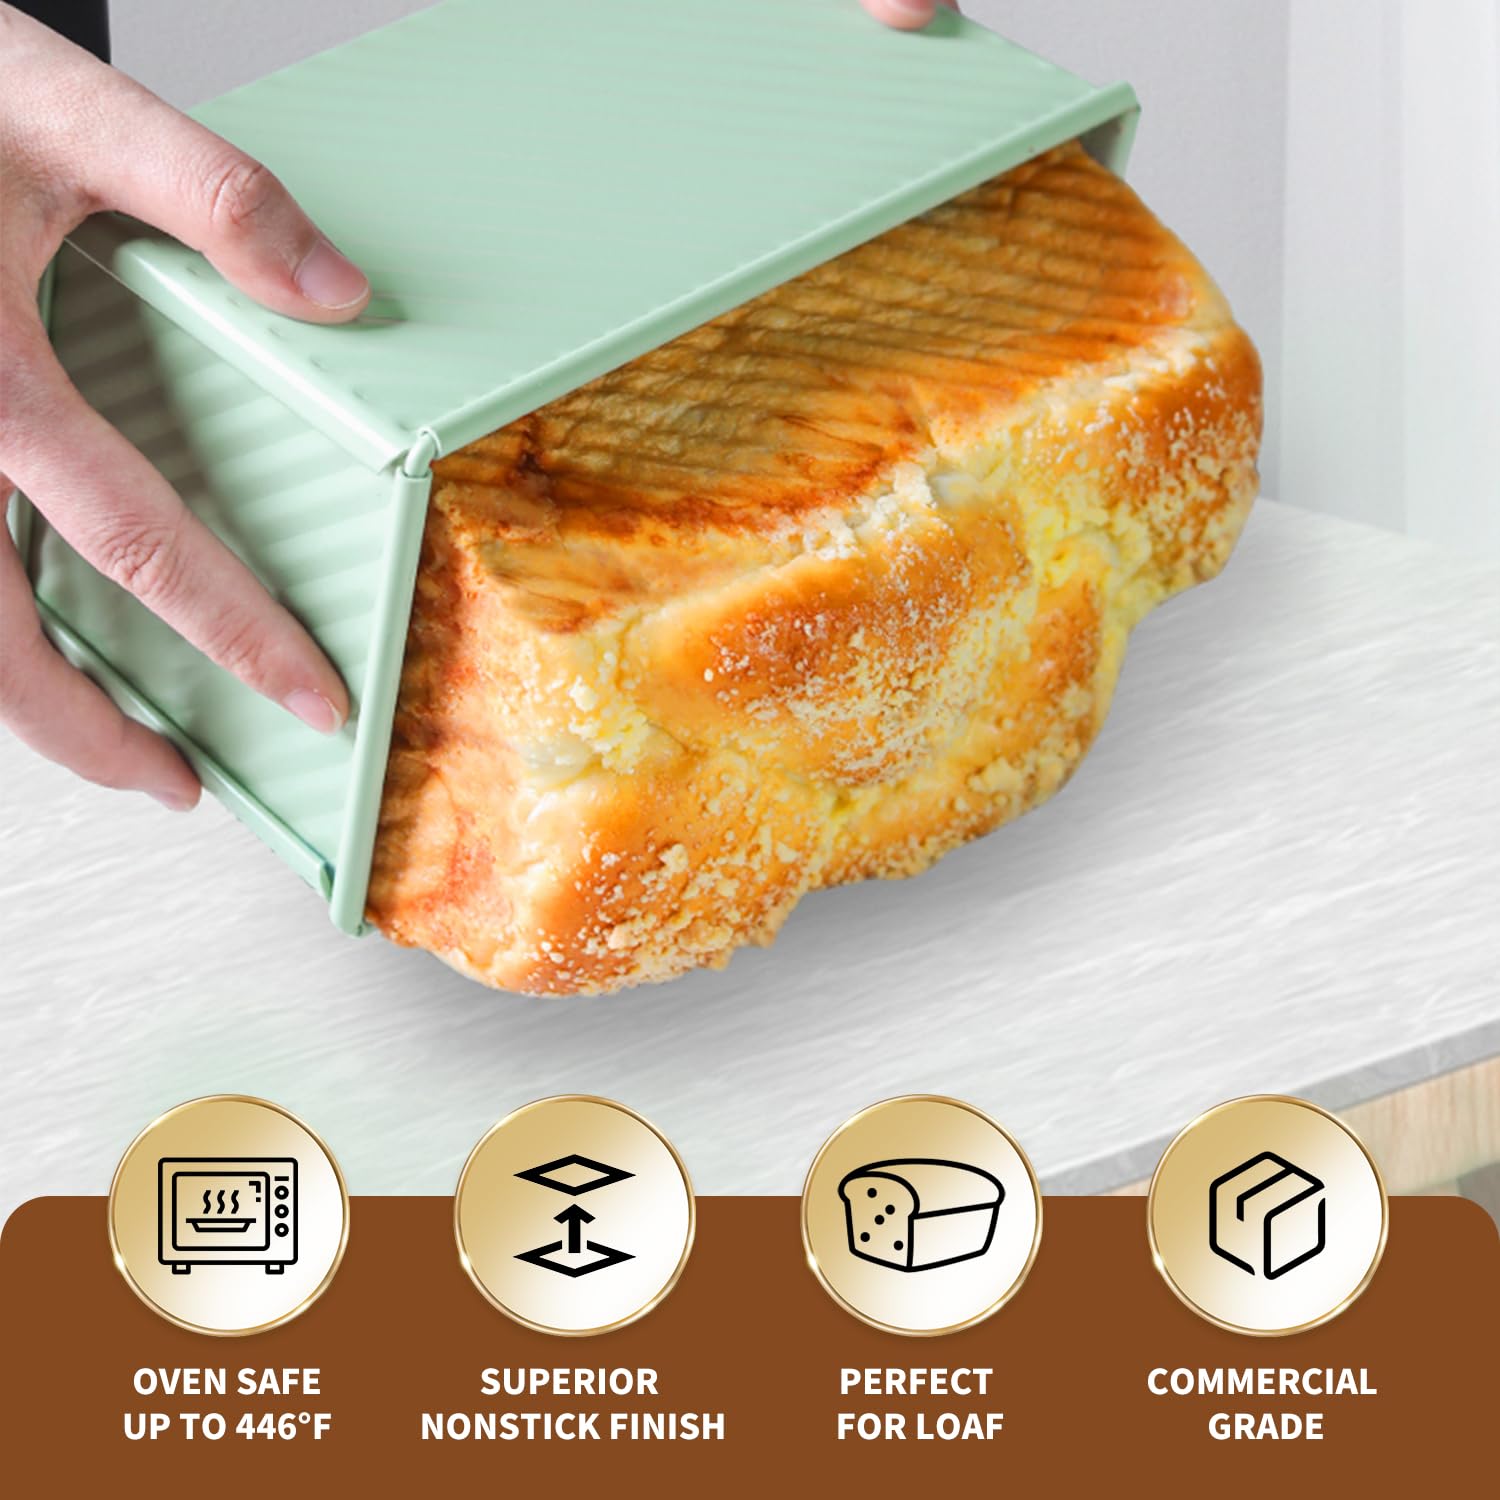 OVEN SAFE
UP TO 446°F
SUPERIOR
NONSTICK FINISH
PERFECT
FOR LOAF
COMMERCIAL
GRADE